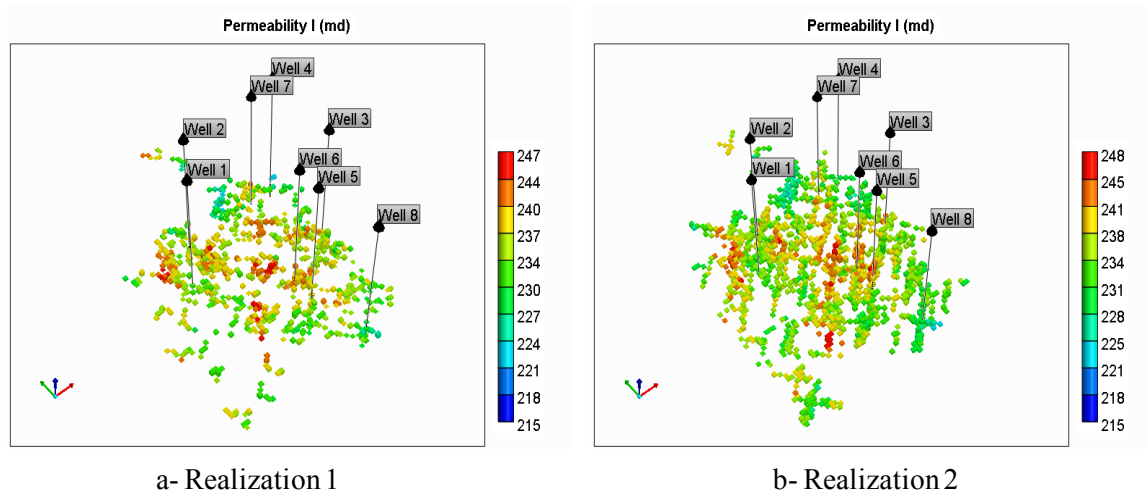 Permeability I (md)
Well 4
Well 7
Well 3
Well 2
Well 6
Well 1
Well 5
Well 8
247
244
240
237
234
230
227
224
221
218
215
a- Realization 1
Permeability I (md)
Well 4
Well 7
Well 3
Well 2
Well 6
Well 1
Well 5
Well 8
248
245
241
238
235
231
228
225
221
218
215
b- Realization 2